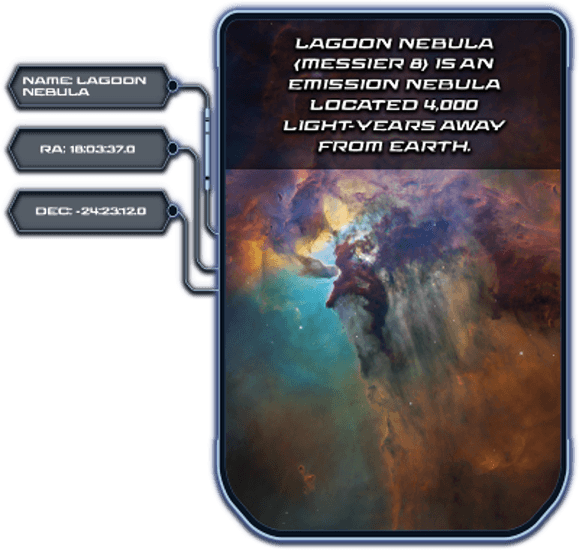 NAME: LAGOON
NEBULA
RA: 18:03:37.0
DEC: -24:23:12.0
LAGOON NEBULA
(MESSIER 8) IS AN
EMISSION NEBULA
LOCATED 4,000
LIGHT-YEARS AWAY
FROM EARTH.